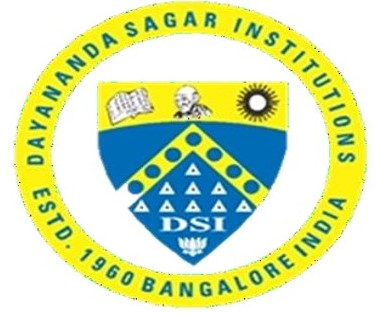 DAYANANDA SAGAR INSTITUTIONS
DSI
ESTD. 1960 BANGALORE INDIA